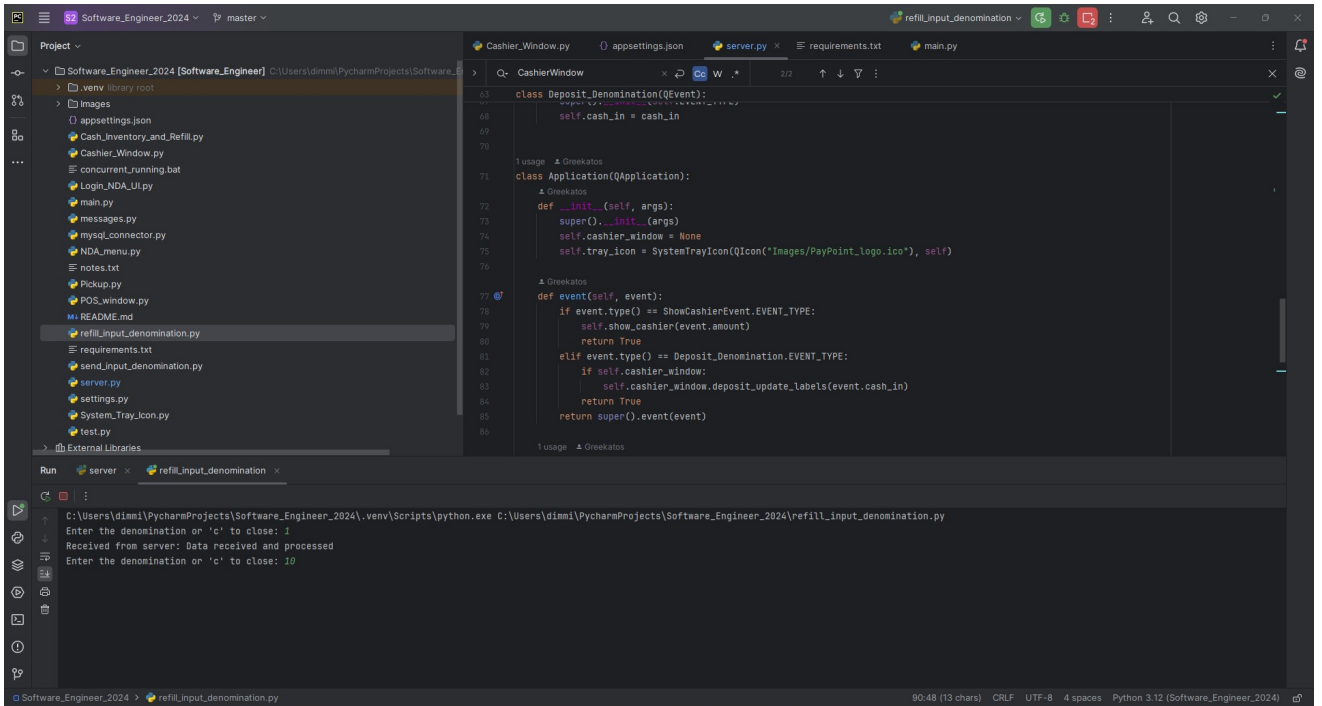 PC S2 Software_Engineer_2024 master refill_input_denomination
Project
Software_Engineer_2024 [Software_Engineer] C:\Users\dimmi\PycharmProjects\Software_E
.venv library root
Images
{} appsettings.json
Cash_Inventory_and_Refill.py
Cashier_Window.py
concurrent_running.bat
Login_NDA_UI.py
main.py
messages.py
mysql_connector.py
NDA_menu.py
notes.txt
Pickup.py
POS_window.py
M↓ README.md
refill_input_denomination.py
requirements.txt
send_input_denomination.py
server.py
settings.py
System_Tray_Icon.py
test.py
External Libraries
Cashier_Window.py {} appsettings.json server.py requirements.txt main.py
CashierWindow Cc W .* 2/2
63 class Deposit_Denomination(QEvent):
super().__init__(self.EVENT_TYPE)
68 self.cash_in = cash_in
69
70
1 usage Greekatos
71 class Application(QApplication):
Greekatos
72 def __init__(self, args):
73 super().__init__(args)
74 self.cashier_window = None
75 self.tray_icon = SystemTrayIcon(QIcon("Images/PayPoint_logo.ico"), self)
76
Greekatos
77 def event(self, event):
78 if event.type() == ShowCashierEvent.EVENT_TYPE:
79 self.show_cashier(event.amount)
80 return True
81 elif event.type() == Deposit_Denomination.EVENT_TYPE:
82 if self.cashier_window:
83 self.cashier_window.deposit_update_labels(event.cash_in)
84 return True
85 return super().event(event)
86
1 usage Greekatos
Run server refill_input_denomination
C:\Users\dimmi\PycharmProjects\Software_Engineer_2024\.venv\Scripts\python.exe C:\Users\dimmi\PycharmProjects\Software_Engineer_2024\refill_input_denomination.py
Enter the denomination or 'c' to close: 1
Received from server: Data received and processed
Enter the denomination or 'c' to close: 10
Software_Engineer_2024 > refill_input_denomination.py 90:48 (13 chars) CRLF UTF-8 4 spaces Python 3.12 (Software_Engineer_2024)